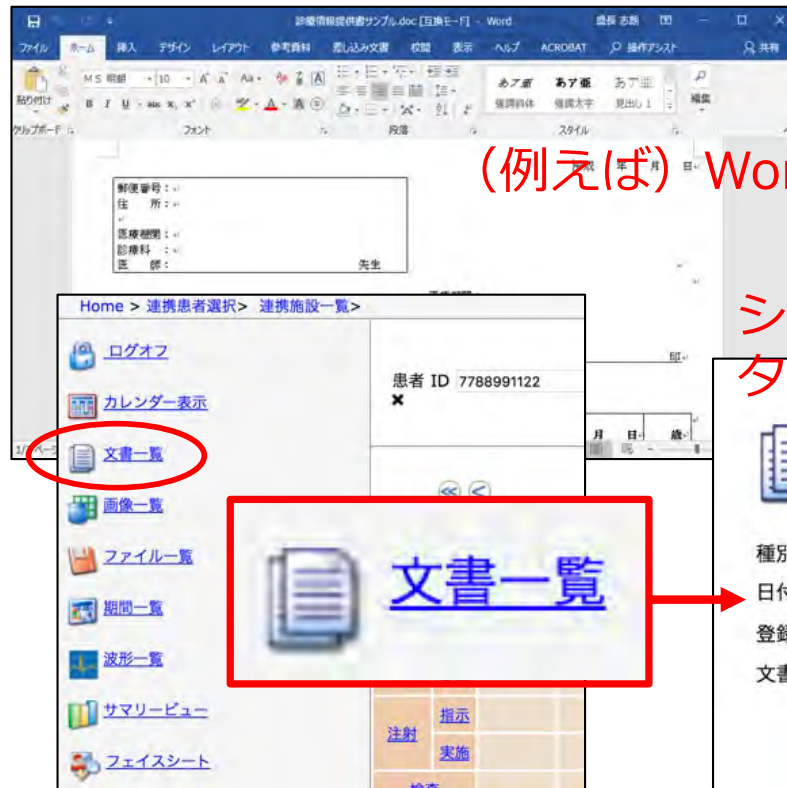 診療情報提供書サンプル.doc [互換モード] - Word
ファイル ホーム 挿入 デザイン レイアウト 参考資料 差し込み文書 校閲 表示 ヘルプ ACROBAT 操作アシスト 共有
貼り付け MS 明朝 10 あア亜 あア亜 あア亜 編集
強調斜体 強調太字 見出し 1
クリップボード フォント 段落 スタイル
年 月 日
(例えば) Wor
郵便番号:
住 所:
医療機関:
診療科 :
医 師: 先生
シ
タ
印
月 日 歳
Home > 連携患者選択> 連携施設一覧>
ログオフ
患者 ID 7788991122
カレンダー表示
文書一覧
画像一覧
ファイル一覧
期間一覧
波形一覧
サマリービュー
フェイスシート
文書一覧
注射 指示
実施
検査
種別
日付
登録
文書